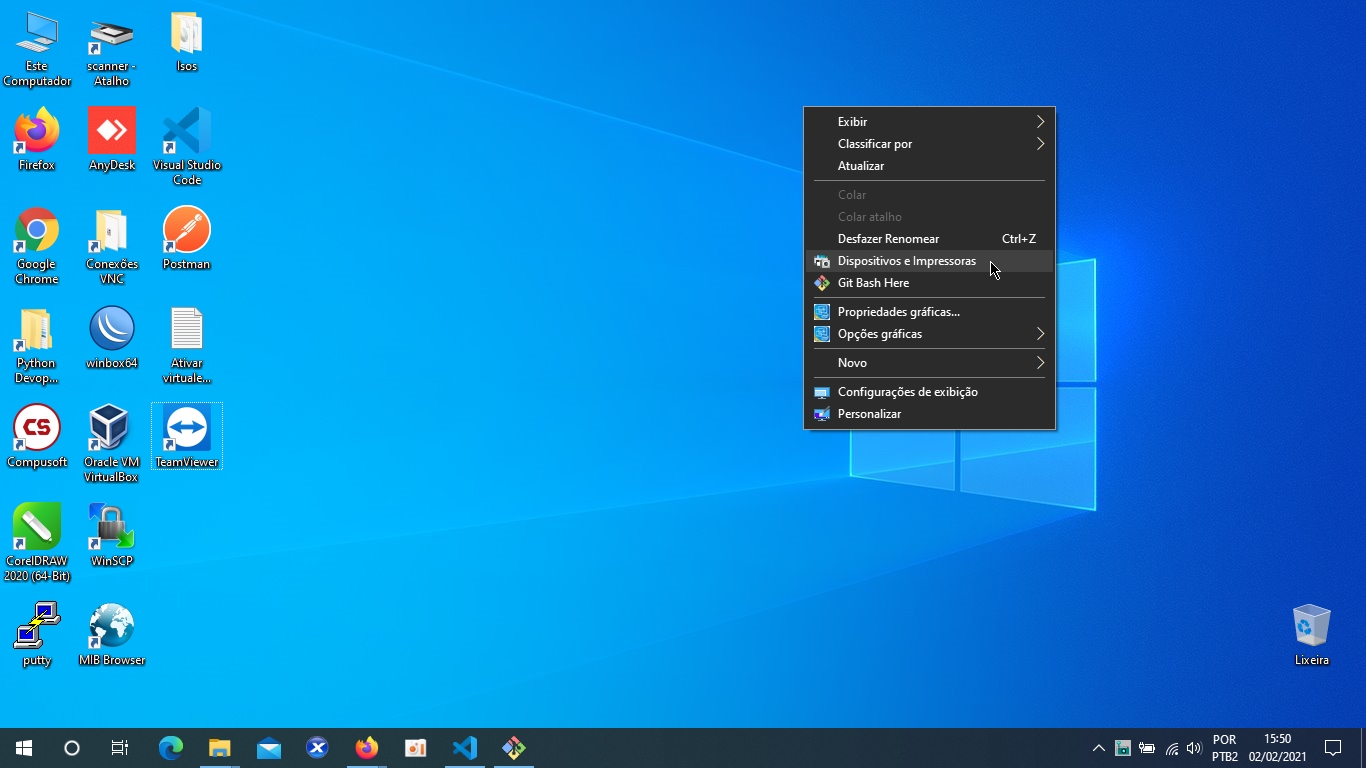 Este
Computador
scanner -
Atalho
Isos
Firefox
AnyDesk
Visual Studio
Code
Google
Chrome
Conexões
VNC
Postman
Python
Devop...
winbox64
Ativar
virtuale...
CS
Compusoft
Oracle VM
VirtualBox
TeamViewer
CorelDRAW
2020 (64-Bit)
WinSCP
putty
MIB Browser
Exibir
Classificar por
Atualizar
Colar
Colar atalho
Desfazer Renomear Ctrl+Z
Dispositivos e Impressoras
Git Bash Here
Propriedades gráficas...
Opções gráficas
Novo
Configurações de exibição
Personalizar
Lixeira
POR
PTB2
15:50
02/02/2021